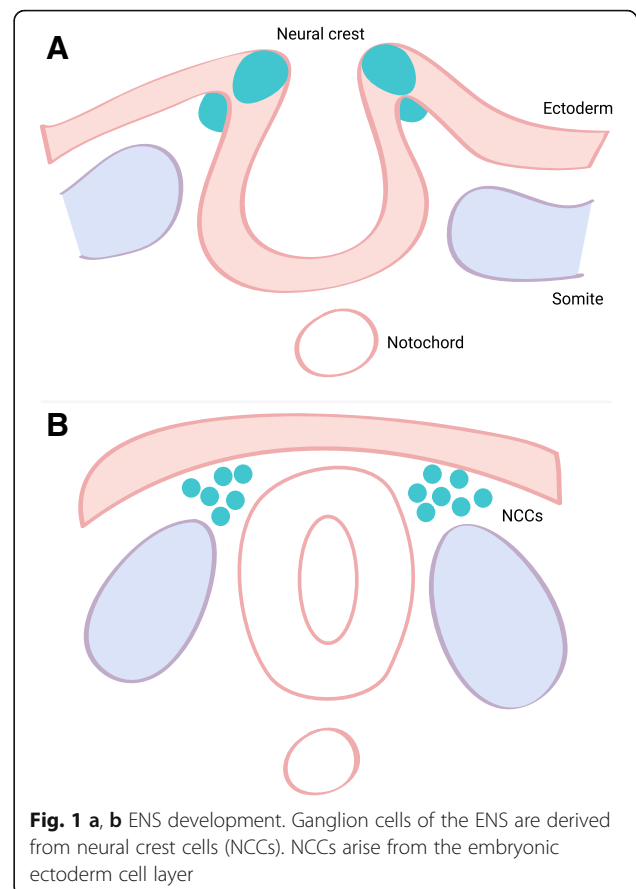 A
Neural crest
Ectoderm
Somite
Notochord
B
NCCs
Fig. 1 a, b ENS development. Ganglion cells of the ENS are derived
from neural crest cells (NCCs). NCCs arise from the embryonic
ectoderm cell layer